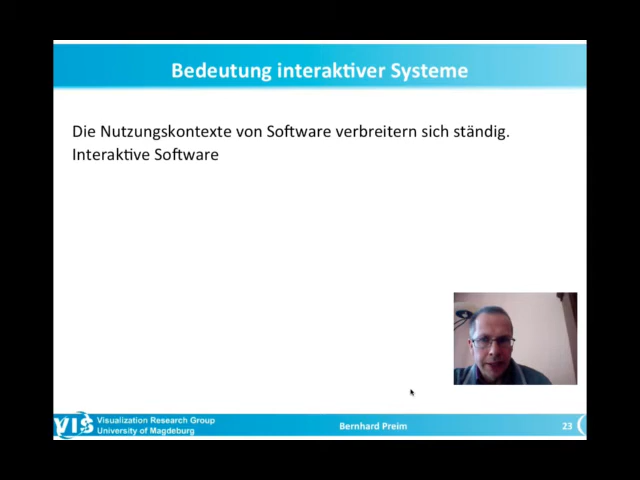 Bedeutung interaktiver Systeme
Die Nutzungskontexte von Software verbreitern sich ständig.
Interaktive Software
VIS
Visualization Research Group
University of Magdeburg
Bernhard Preim
23